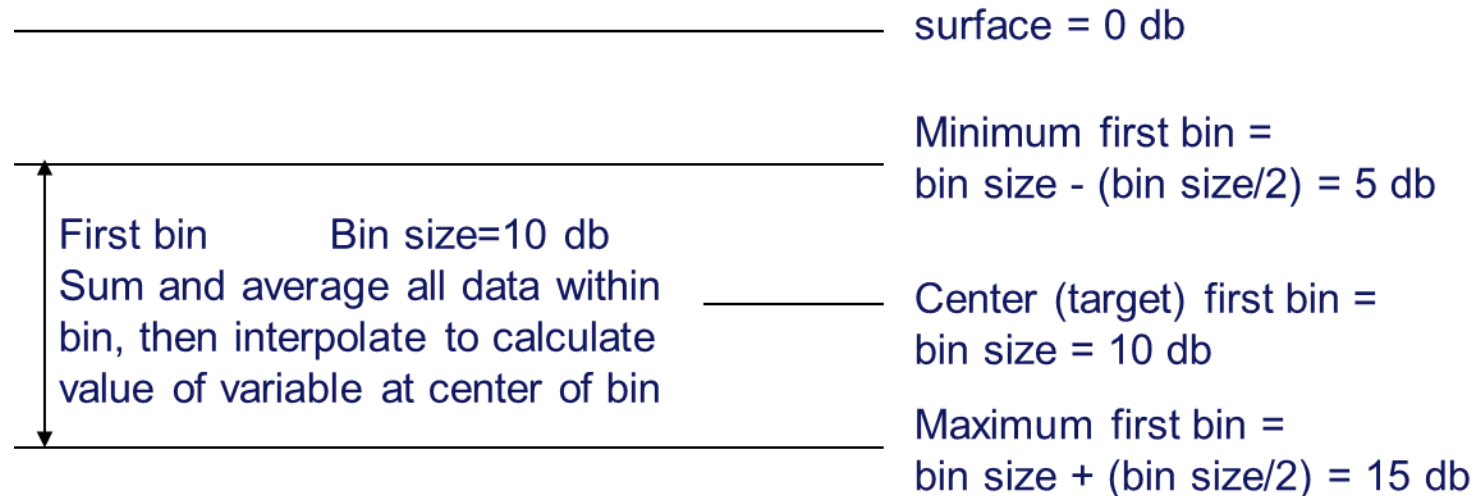 surface = 0 db
Minimum first bin =
bin size - (bin size/2) = 5 db
First bin Bin size=10 db
Sum and average all data within
bin, then interpolate to calculate
value of variable at center of bin
Center (target) first bin =
bin size = 10 db
Maximum first bin =
bin size + (bin size/2) = 15 db